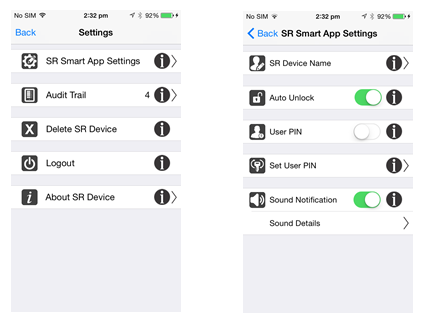 No SIM 2:32 pm 92%
Back Settings
SR Smart App Settings i
Audit Trail 4 i
X Delete SR Device i
Logout i
i About SR Device i
No SIM 2:32 pm 92%
Back SR Smart App Settings
SR Device Name i
Auto Unlock i
User PIN i
Set User PIN i
Sound Notification i
Sound Details